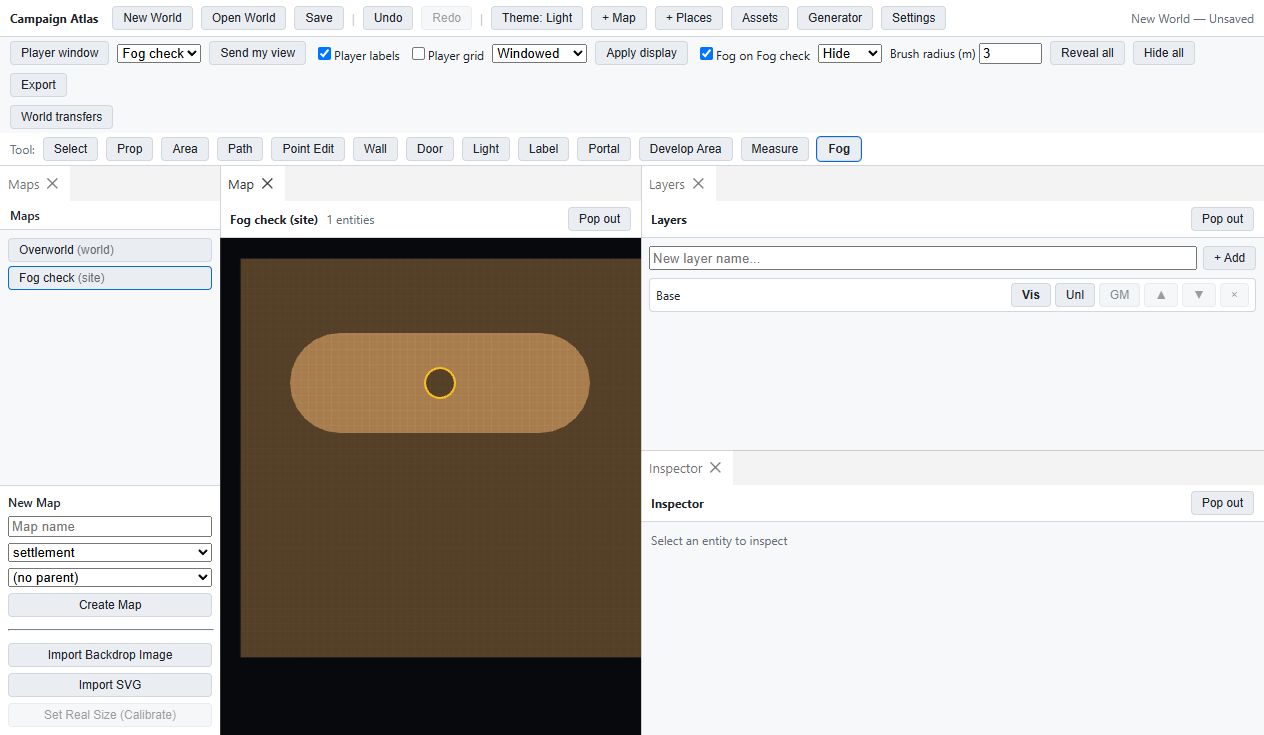 Campaign Atlas New World Open World Save | Undo Redo | Theme: Light + Map + Places Assets Generator Settings New World — Unsaved
Player window Fog check Send my view Player labels Player grid Windowed Apply display Fog on Fog check Hide Brush radius (m) 3 Reveal all Hide all
Export
World transfers
Tool: Select Prop Area Path Point Edit Wall Door Light Label Portal Develop Area Measure Fog
Maps
Maps
Overworld (world)
Fog check (site)
New Map
Map name
settlement
(no parent)
Create Map
Import Backdrop Image
Import SVG
Set Real Size (Calibrate)
Map
Fog check (site) 1 entities Pop out
Layers
Layers Pop out
New layer name... + Add
Base Vis Unl GM ▲ ▼ ×
Inspector
Inspector Pop out
Select an entity to inspect